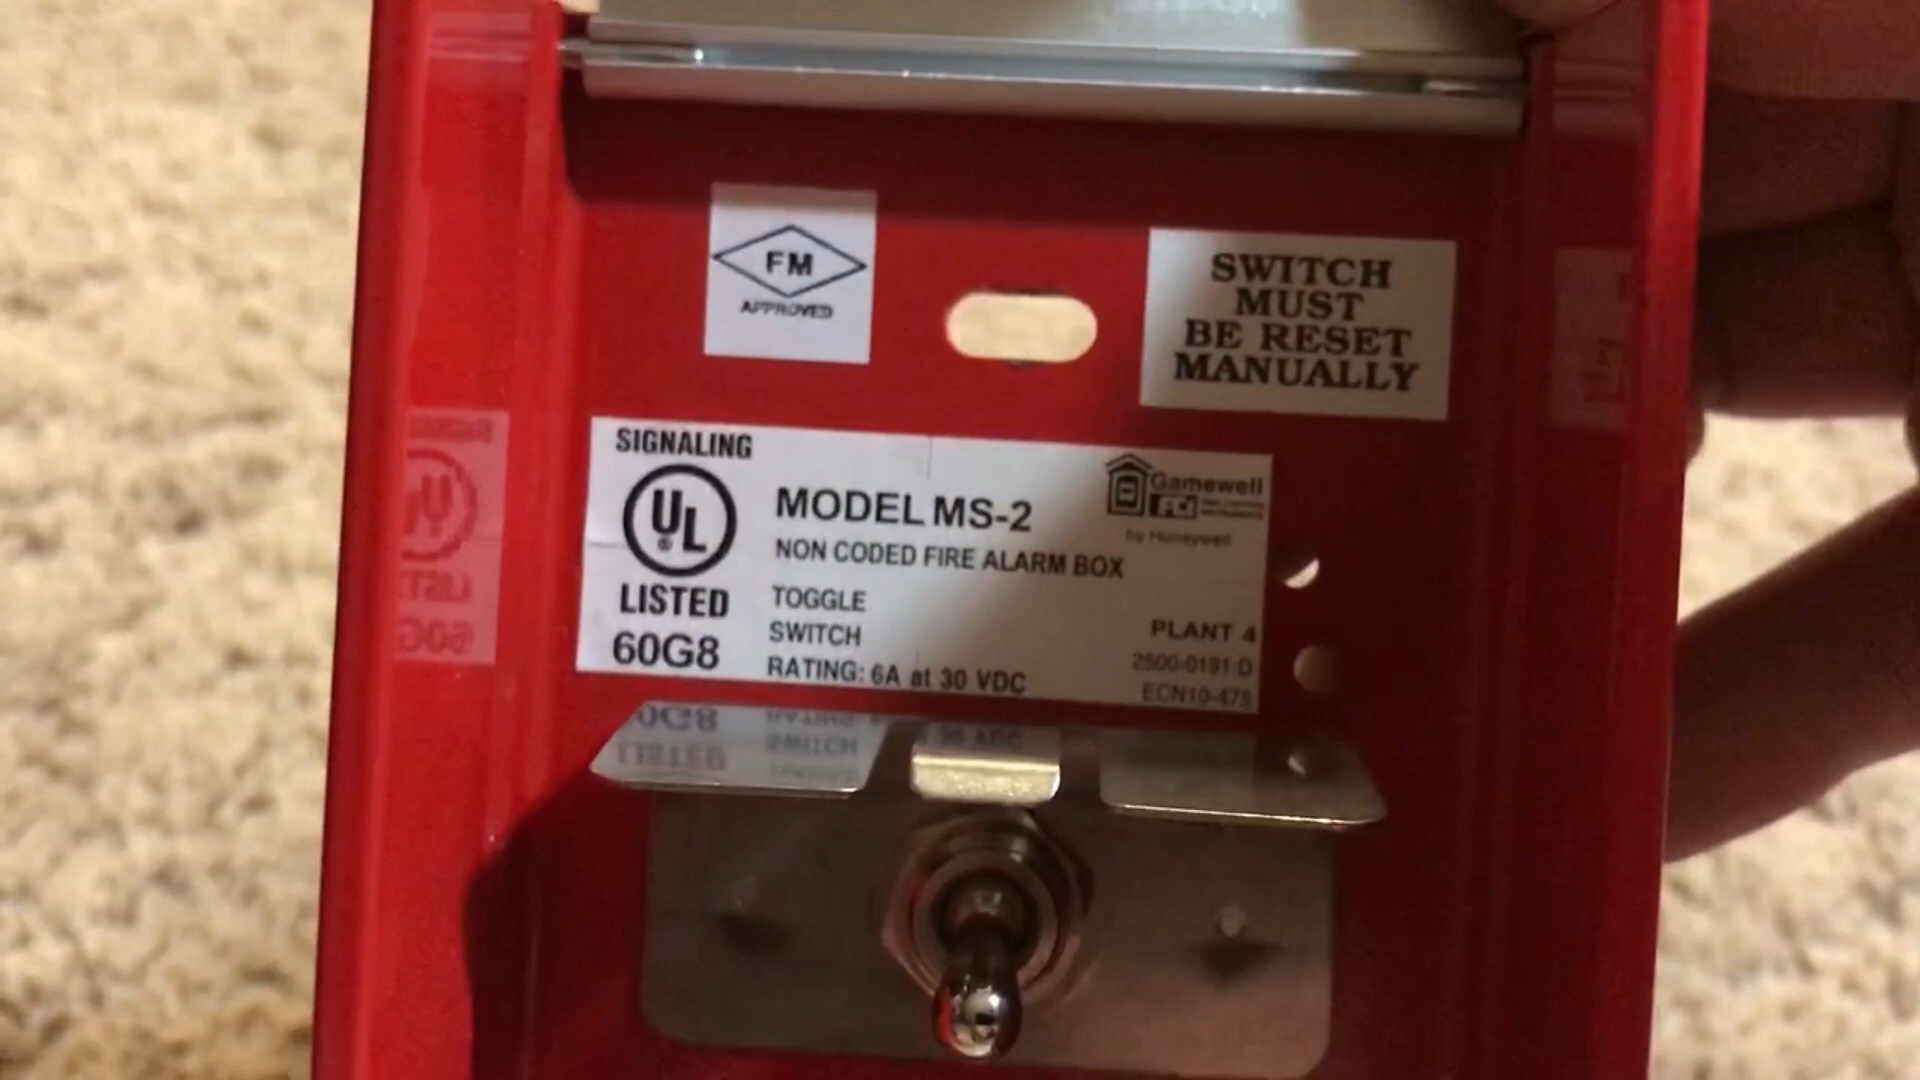 FM
APPROVED
SWITCH
MUST
BE RESET
MANUALLY
SIGNALING
UL
®
LISTED
60G8
MODEL MS-2
NON CODED FIRE ALARM BOX
TOGGLE
SWITCH
RATING: 6A at 30 VDC
Gamewell
FCI
by Honeywell
PLANT 4
2500-0191:D
ECN10-475